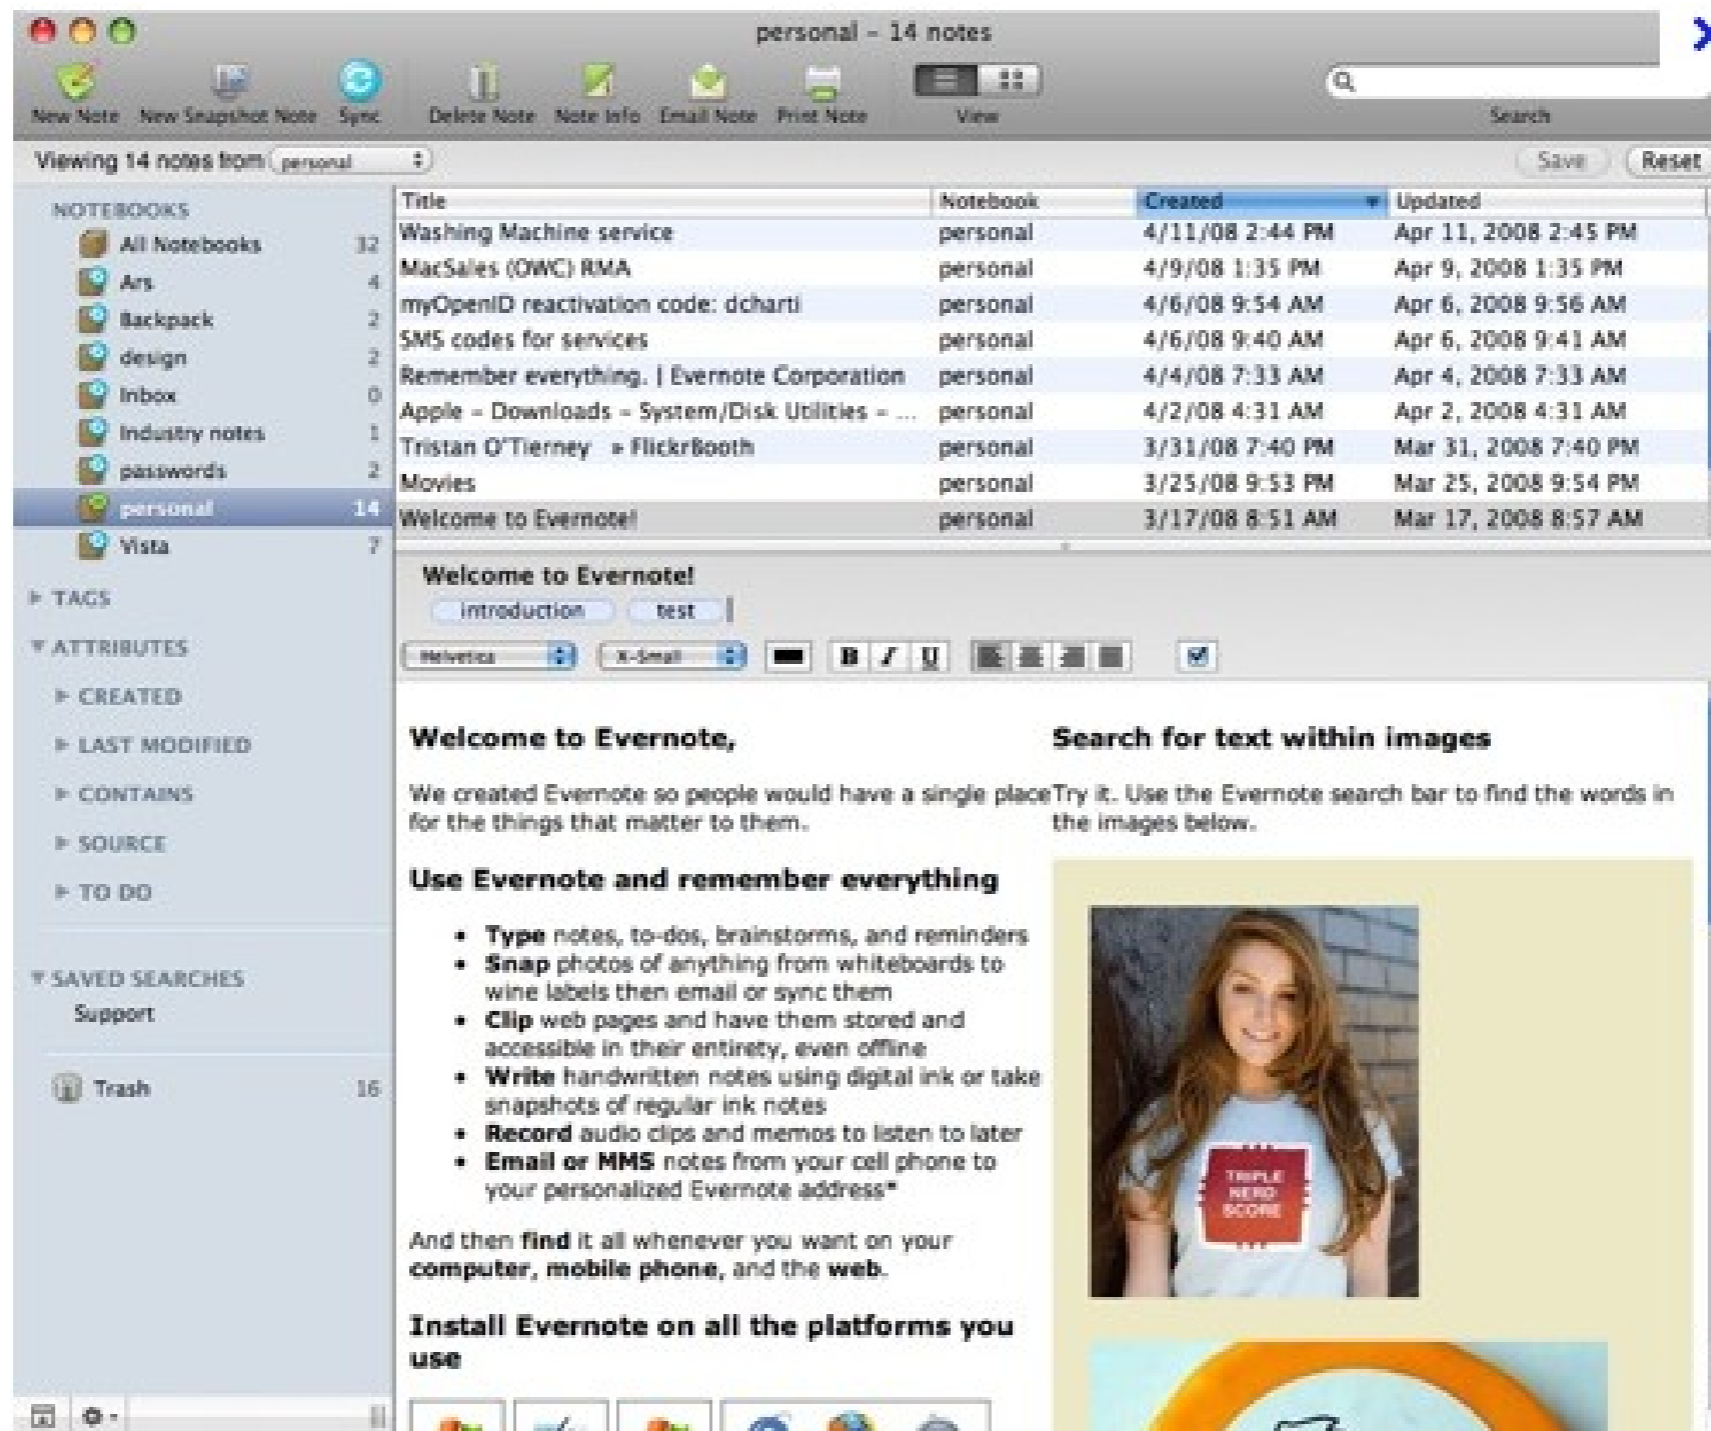 personal – 14 notes
New Note New Snapshot Note Sync Delete Note Note Info Email Note Print Note View Search
Viewing 14 notes from personal Save Reset
NOTEBOOKS
All Notebooks 32
Ars 4
Backpack 2
design 2
Inbox 0
Industry notes 1
passwords 2
personal 14
Vista 7
TAGS
ATTRIBUTES
CREATED
LAST MODIFIED
CONTAINS
SOURCE
TO DO
SAVED SEARCHES
Support
Trash 16
Title Notebook Created Updated
Washing Machine service personal 4/11/08 2:44 PM Apr 11, 2008 2:45 PM
MacSales (OWC) RMA personal 4/9/08 1:35 PM Apr 9, 2008 1:35 PM
myOpenID reactivation code: dcharti personal 4/6/08 9:54 AM Apr 6, 2008 9:56 AM
SMS codes for services personal 4/6/08 9:40 AM Apr 6, 2008 9:41 AM
Remember everything. | Evernote Corporation personal 4/4/08 7:33 AM Apr 4, 2008 7:33 AM
Apple – Downloads – System/Disk Utilities – ... personal 4/2/08 4:31 AM Apr 2, 2008 4:31 AM
Tristan O'Tierney » FlickrBooth personal 3/31/08 7:40 PM Mar 31, 2008 7:40 PM
Movies personal 3/25/08 9:53 PM Mar 25, 2008 9:54 PM
Welcome to Evernote! personal 3/17/08 8:51 AM Mar 17, 2008 8:57 AM
Welcome to Evernote!
introduction test
Helvetica X-Small B I U
Welcome to Evernote,
We created Evernote so people would have a single place
for the things that matter to them.
Use Evernote and remember everything
• Type notes, to-dos, brainstorms, and reminders
• Snap photos of anything from whiteboards to
wine labels then email or sync them
• Clip web pages and have them stored and
accessible in their entirety, even offline
• Write handwritten notes using digital ink or take
snapshots of regular ink notes
• Record audio clips and memos to listen to later
• Email or MMS notes from your cell phone to
your personalized Evernote address*
And then find it all whenever you want on your
computer, mobile phone, and the web.
Install Evernote on all the platforms you
use
Search for text within images
Try it. Use the Evernote search bar to find the words in
the images below.
TRIPLE
NERD
SCORE